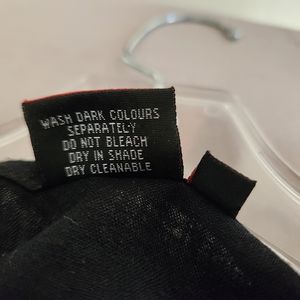 WASH DARK COLOURS
SEPARATELY
DO NOT BLEACH
DRY IN SHADE
DRY CLEANABLE